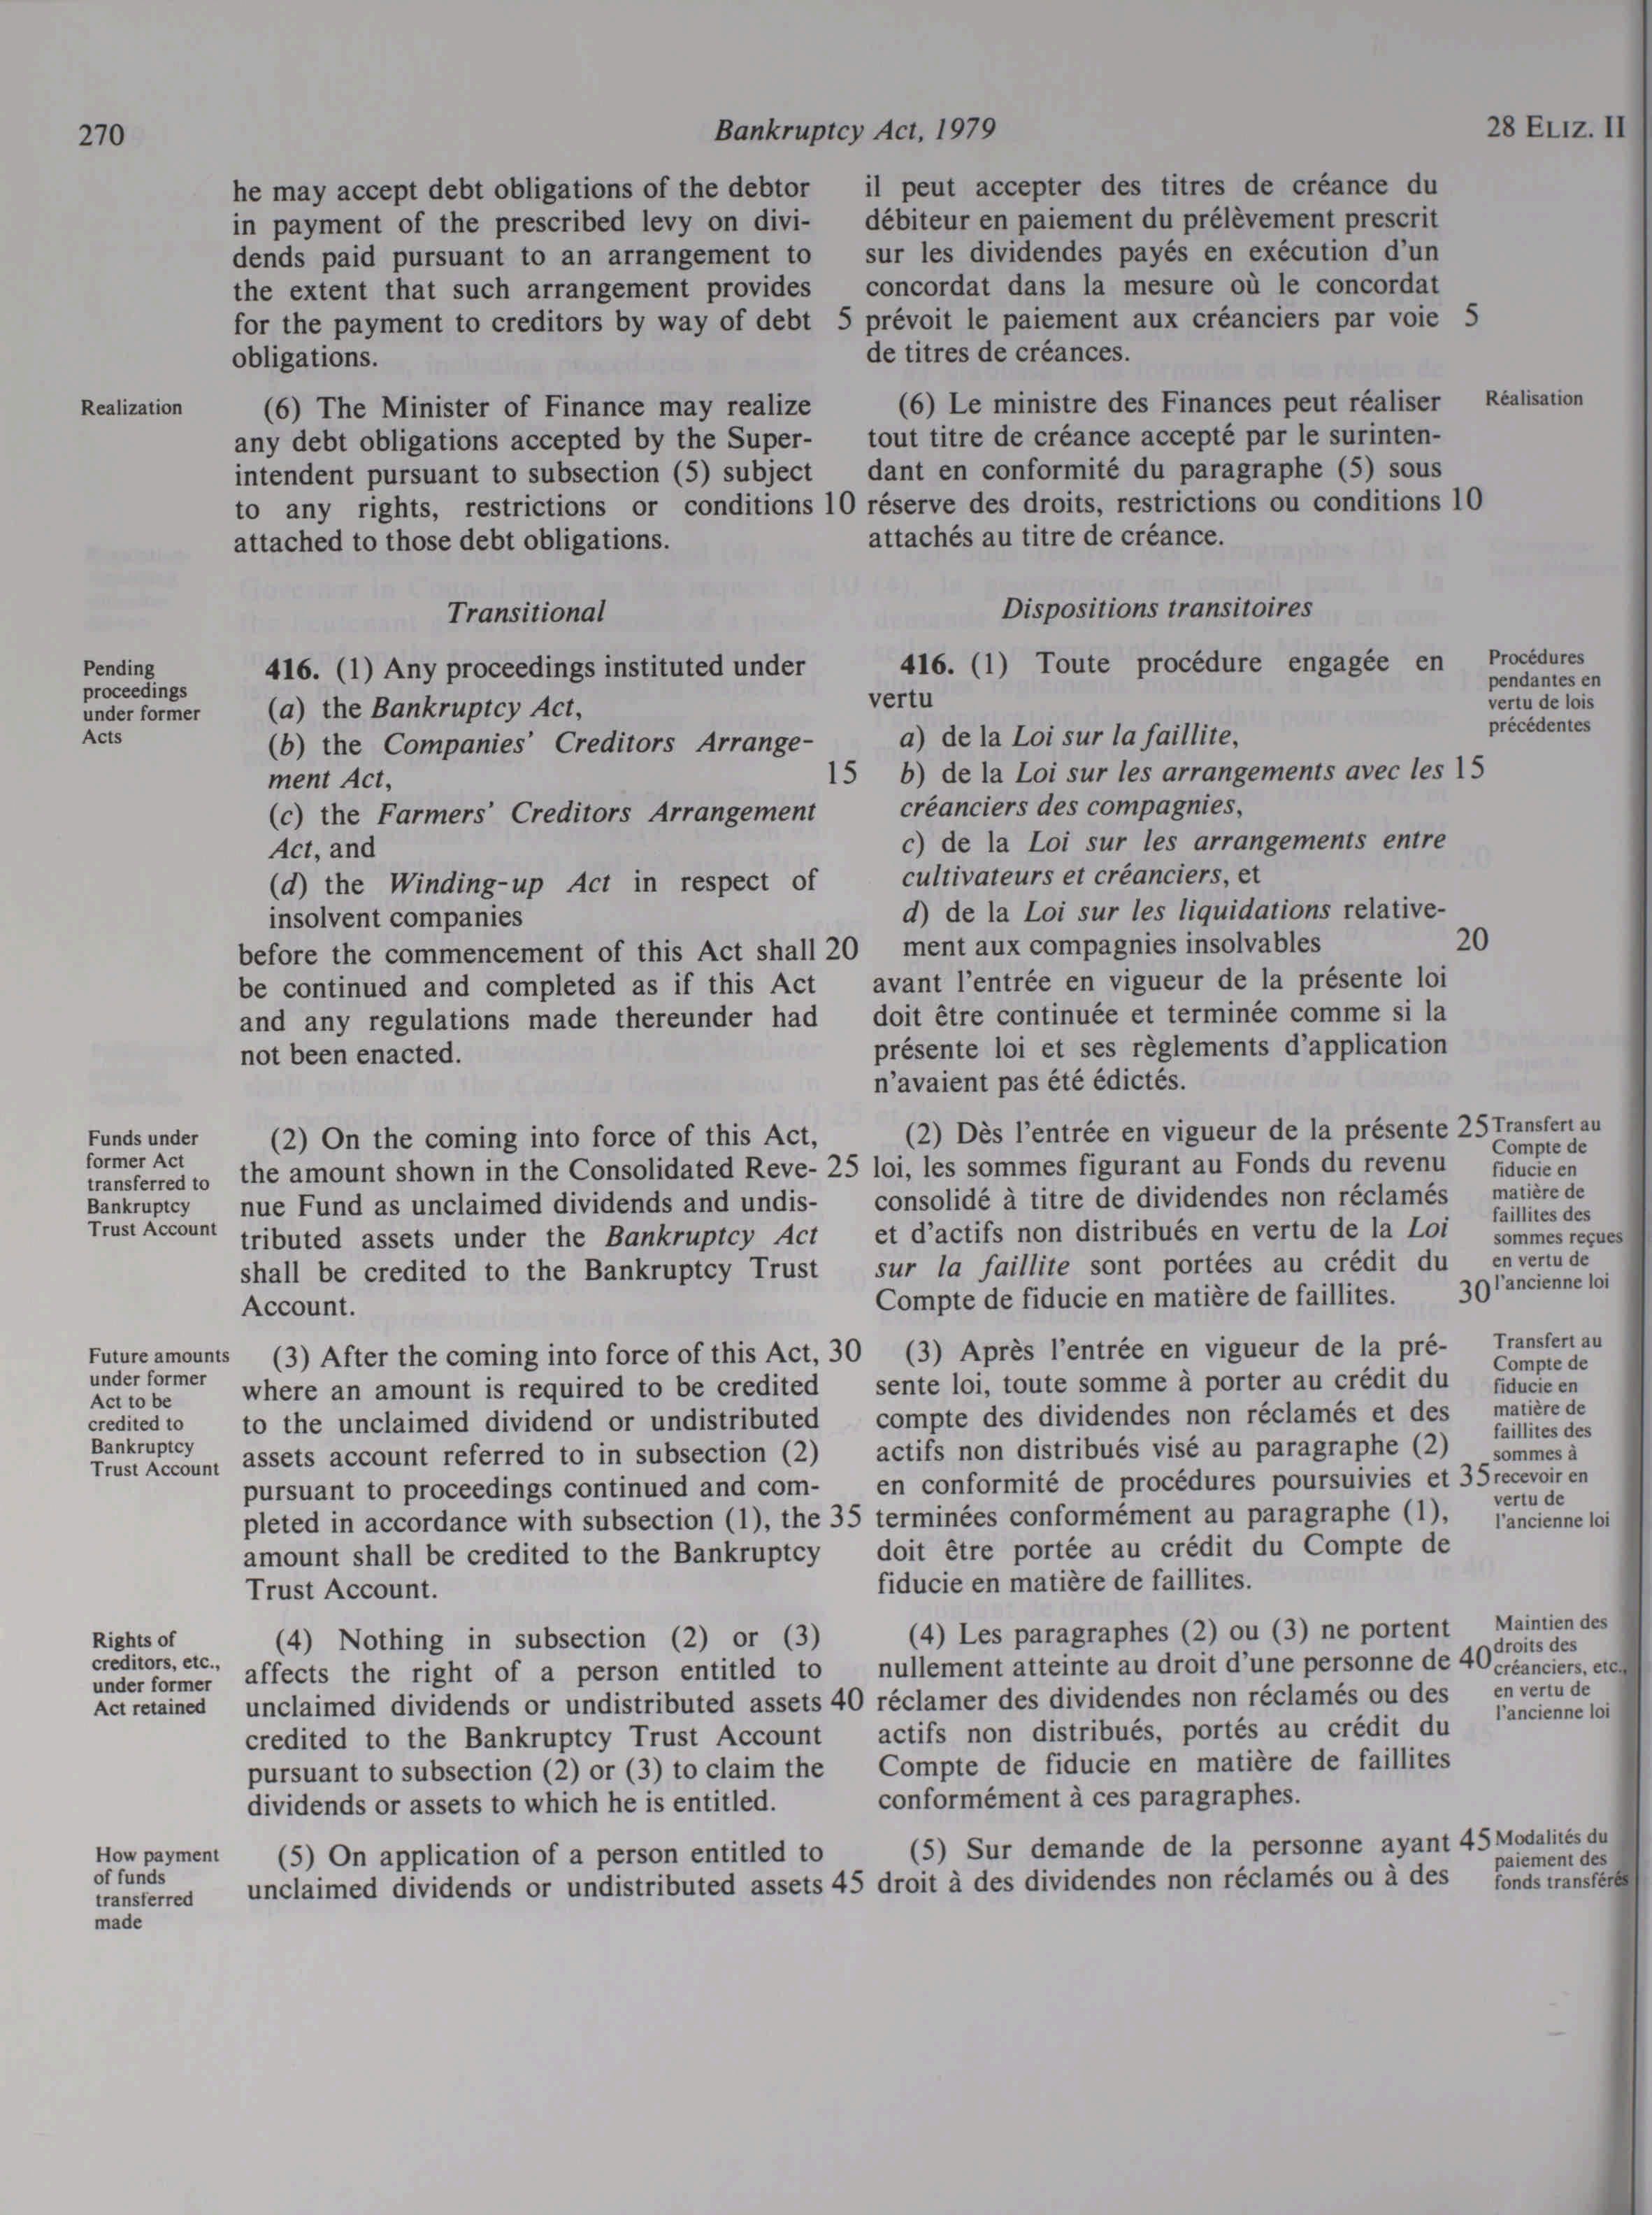 270
Bankruptcy Act, 1979
28 ELIZ. II
he may accept debt obligations of the debtor
in payment of the prescribed levy on divi-
dends paid pursuant to an arrangement to
the extent that such arrangement provides
for the payment to creditors by way of debt 5
obligations.
Realization
(6) The Minister of Finance may realize
any debt obligations accepted by the Super-
intendent pursuant to subsection (5) subject
to any rights, restrictions or conditions 10
attached to those debt obligations.
Transitional
Pending
proceedings
under former
Acts
416. (1) Any proceedings instituted under
(a) the Bankruptcy Act,
(b) the Companies' Creditors Arrange-
ment Act, 15
(c) the Farmers' Creditors Arrangement
Act, and
(d) the Winding-up Act in respect of
insolvent companies
before the commencement of this Act shall 20
be continued and completed as if this Act
and any regulations made thereunder had
not been enacted.
Funds under
former Act
transferred to
Bankruptcy
Trust Account
(2) On the coming into force of this Act,
the amount shown in the Consolidated Reve- 25
nue Fund as unclaimed dividends and undis-
tributed assets under the Bankruptcy Act
shall be credited to the Bankruptcy Trust
Account.
Future amounts
under former
Act to be
credited to
Bankruptcy
Trust Account
(3) After the coming into force of this Act, 30
where an amount is required to be credited
to the unclaimed dividend or undistributed
assets account referred to in subsection (2)
pursuant to proceedings continued and com-
pleted in accordance with subsection (1), the 35
amount shall be credited to the Bankruptcy
Trust Account.
Rights of
creditors, etc.,
under former
Act retained
(4) Nothing in subsection (2) or (3)
affects the right of a person entitled to
unclaimed dividends or undistributed assets 40
credited to the Bankruptcy Trust Account
pursuant to subsection (2) or (3) to claim the
dividends or assets to which he is entitled.
How payment
of funds
transferred
made
(5) On application of a person entitled to
unclaimed dividends or undistributed assets 45
il peut accepter des titres de créance du
débiteur en paiement du prélèvement prescrit
sur les dividendes payés en exécution d'un
concordat dans la mesure où le concordat
prévoit le paiement aux créanciers par voie 5
de titres de créances.
(6) Le ministre des Finances peut réaliser
tout titre de créance accepté par le surinten-
dant en conformité du paragraphe (5) sous
réserve des droits, restrictions ou conditions 10
attachés au titre de créance.
Réalisation
Dispositions transitoires
416. (1) Toute procédure engagée en
vertu
a) de la Loi sur la faillite,
b) de la Loi sur les arrangements avec les 15
créanciers des compagnies,
c) de la Loi sur les arrangements entre
cultivateurs et créanciers, et
d) de la Loi sur les liquidations relative-
ment aux compagnies insolvables 20
avant l'entrée en vigueur de la présente loi
doit être continuée et terminée comme si la
présente loi et ses règlements d'application
n'avaient pas été édictés.
Procédures
pendantes en
vertu de lois
précédentes
(2) Dès l'entrée en vigueur de la présente 25
loi, les sommes figurant au Fonds du revenu
consolidé à titre de dividendes non réclamés
et d'actifs non distribués en vertu de la Loi
sur la faillite sont portées au crédit du
Compte de fiducie en matière de faillites. 30
Transfert au
Compte de
fiducie en
matière de
faillites des
sommes reçues
en vertu de
l'ancienne loi
(3) Après l'entrée en vigueur de la pré-
sente loi, toute somme à porter au crédit du
compte des dividendes non réclamés et des
actifs non distribués visé au paragraphe (2)
en conformité de procédures poursuivies et 35
terminées conformément au paragraphe (1),
doit être portée au crédit du Compte de
fiducie en matière de faillites.
Transfert au
Compte de
fiducie en
matière de
faillites des
sommes à
recevoir en
vertu de
l'ancienne loi
(4) Les paragraphes (2) ou (3) ne portent
nullement atteinte au droit d'une personne de 40
réclamer des dividendes non réclamés ou des
actifs non distribués, portés au crédit du
Compte de fiducie en matière de faillites
conformément à ces paragraphes.
Maintien des
droits des
créanciers, etc.,
en vertu de
l'ancienne loi
(5) Sur demande de la personne ayant 45
droit à des dividendes non réclamés ou à des
Modalités du
paiement des
fonds transférés